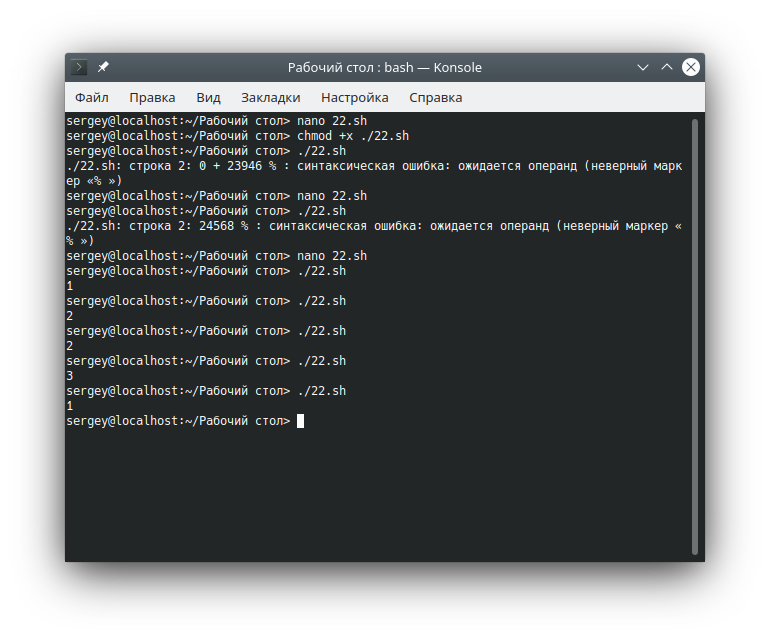 Рабочий стол : bash — Konsole
Файл Правка Вид Закладки Настройка Справка
sergey@localhost:~/Рабочий стол> nano 22.sh
sergey@localhost:~/Рабочий стол> chmod +x ./22.sh
sergey@localhost:~/Рабочий стол> ./22.sh
./22.sh: строка 2: 0 + 23946 % : синтаксическая ошибка: ожидается операнд (неверный марк
ер «% »)
sergey@localhost:~/Рабочий стол> nano 22.sh
sergey@localhost:~/Рабочий стол> ./22.sh
./22.sh: строка 2: 24568 % : синтаксическая ошибка: ожидается операнд (неверный маркер «
% »)
sergey@localhost:~/Рабочий стол> nano 22.sh
sergey@localhost:~/Рабочий стол> ./22.sh
1
sergey@localhost:~/Рабочий стол> ./22.sh
2
sergey@localhost:~/Рабочий стол> ./22.sh
2
sergey@localhost:~/Рабочий стол> ./22.sh
3
sergey@localhost:~/Рабочий стол> ./22.sh
1
sergey@localhost:~/Рабочий стол>